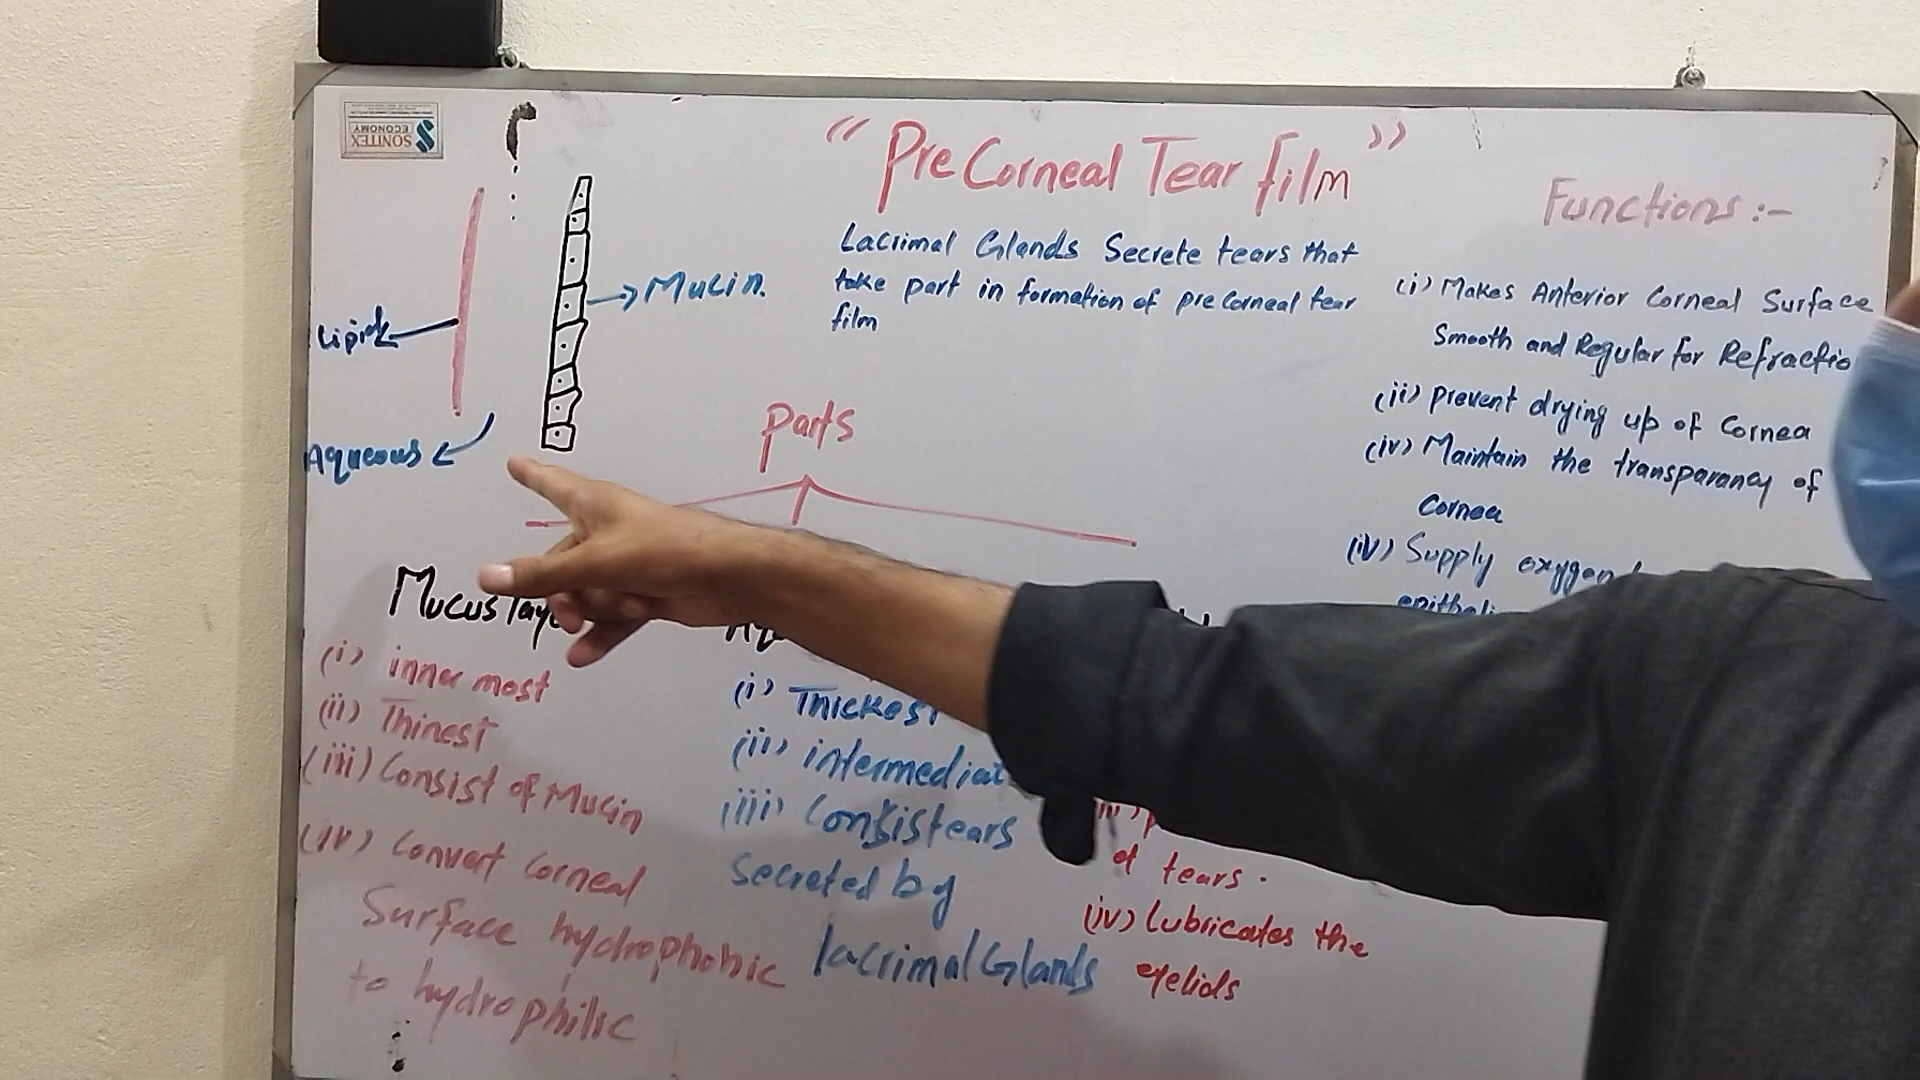 SONITEX
ECONOMY
"Pre Corneal Tear film"
Lacrimal Glands Secrete tears that
take part in formation of pre Corneal tear
film
Lipid
Mucin.
Aqueous
Parts
Mucus laye
(i) inner most
(ii) Thinest
(iii) Consist of Mucin
(iv) Convert Corneal
Surface hydrophobic
to hydrophilic
(i) Thickest
(ii) intermediat
(iii) Consistears
Secreted by
lacrimal Glands
of tears.
(iv) Lubricates the
eyelids
Functions :-
(i) Makes Anterior Corneal Surface
Smooth and Regular for Refractio
(ii) prevent drying up of Cornea
(iv) Maintain the transparancy of
Cornea
(iv) Supply oxygen
epitheli